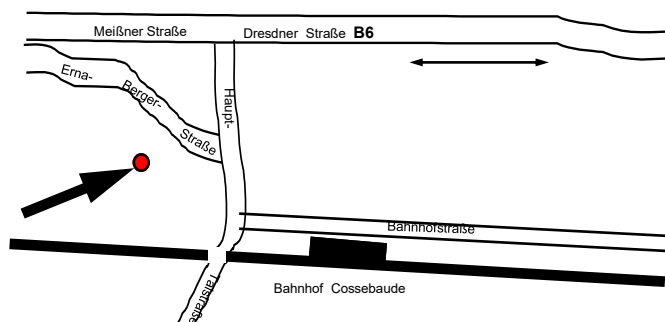 Meißner Straße
Dresdner Straße B6
Erna-
Berger-
Straße
Haupt-
Bahnhofstraße
Talstraße
Bahnhof Cossebaude